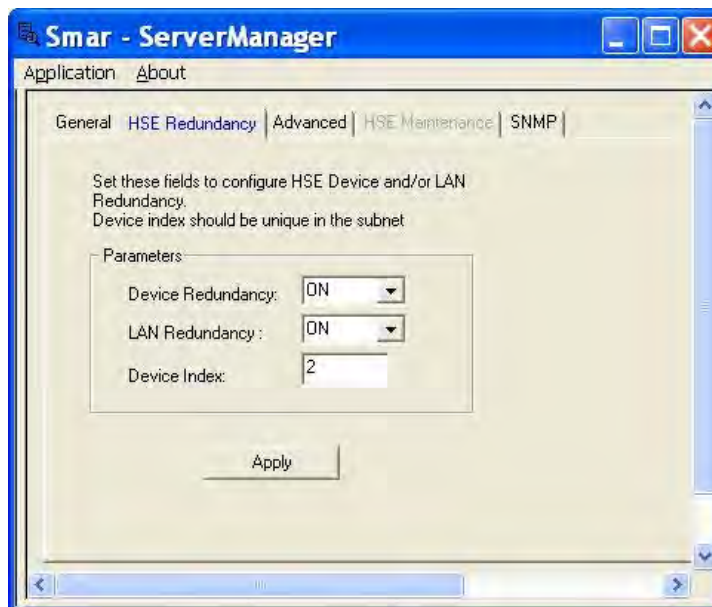 Smar - ServerManager
Application About
General HSE Redundancy Advanced HSE Maintenance SNMP
Set these fields to configure HSE Device and/or LAN
Redundancy.
Device index should be unique in the subnet
Parameters
Device Redundancy: ON
LAN Redundancy : ON
Device Index: 2
Apply